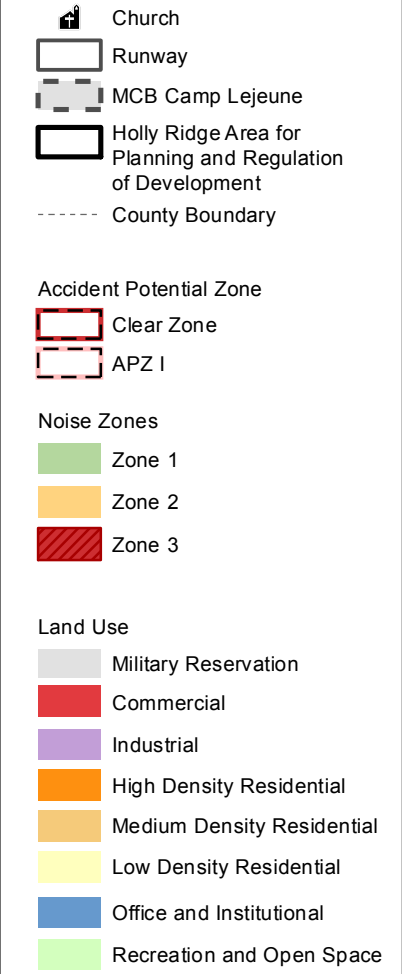 Church
Runway
MCB Camp Lejeune
Holly Ridge Area for
Planning and Regulation
of Development
County Boundary
Accident Potential Zone
Clear Zone
APZ I
Noise Zones
Zone 1
Zone 2
Zone 3
Land Use
Military Reservation
Commercial
Industrial
High Density Residential
Medium Density Residential
Low Density Residential
Office and Institutional
Recreation and Open Space